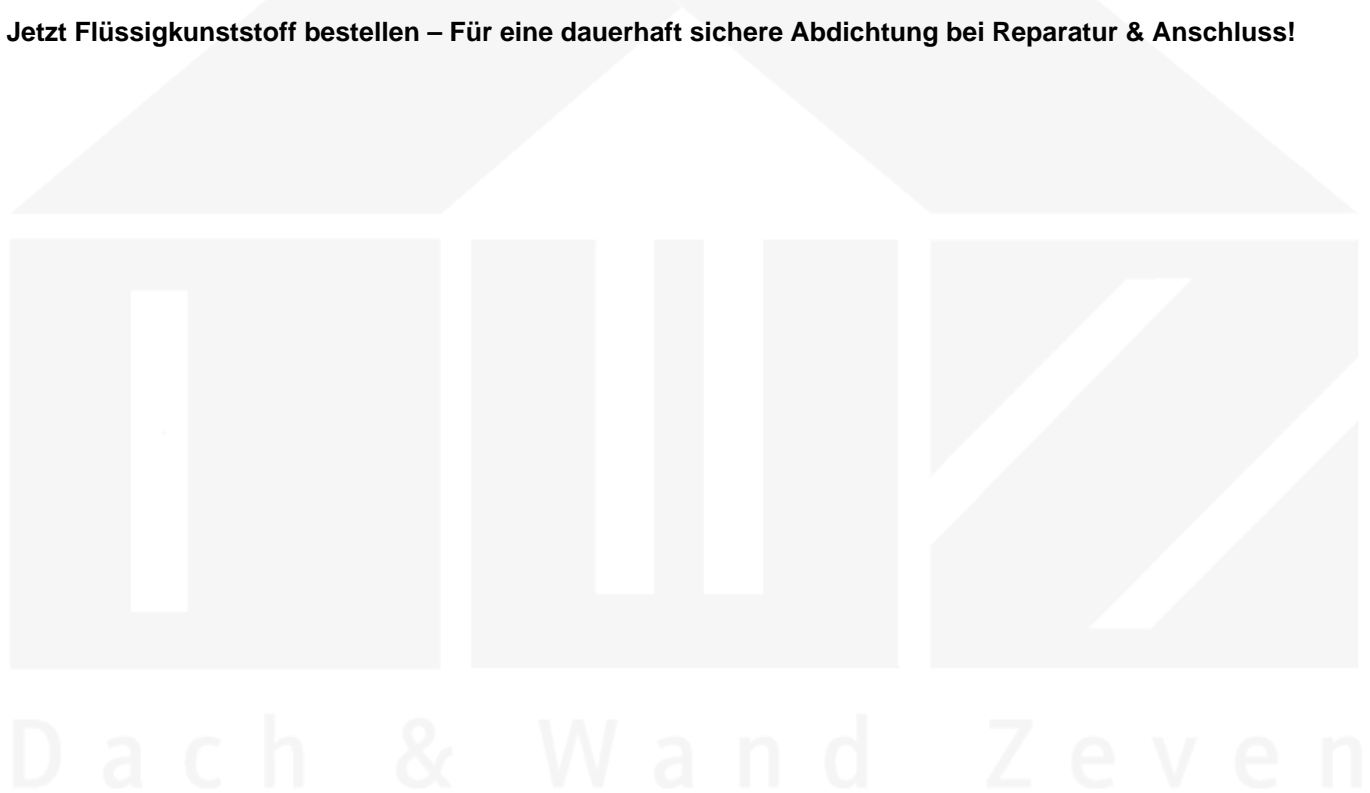 Jetzt Flüssigkunststoff bestellen – Für eine dauerhaft sichere Abdichtung bei Reparatur & Anschluss!
Dach & Wand Zeven